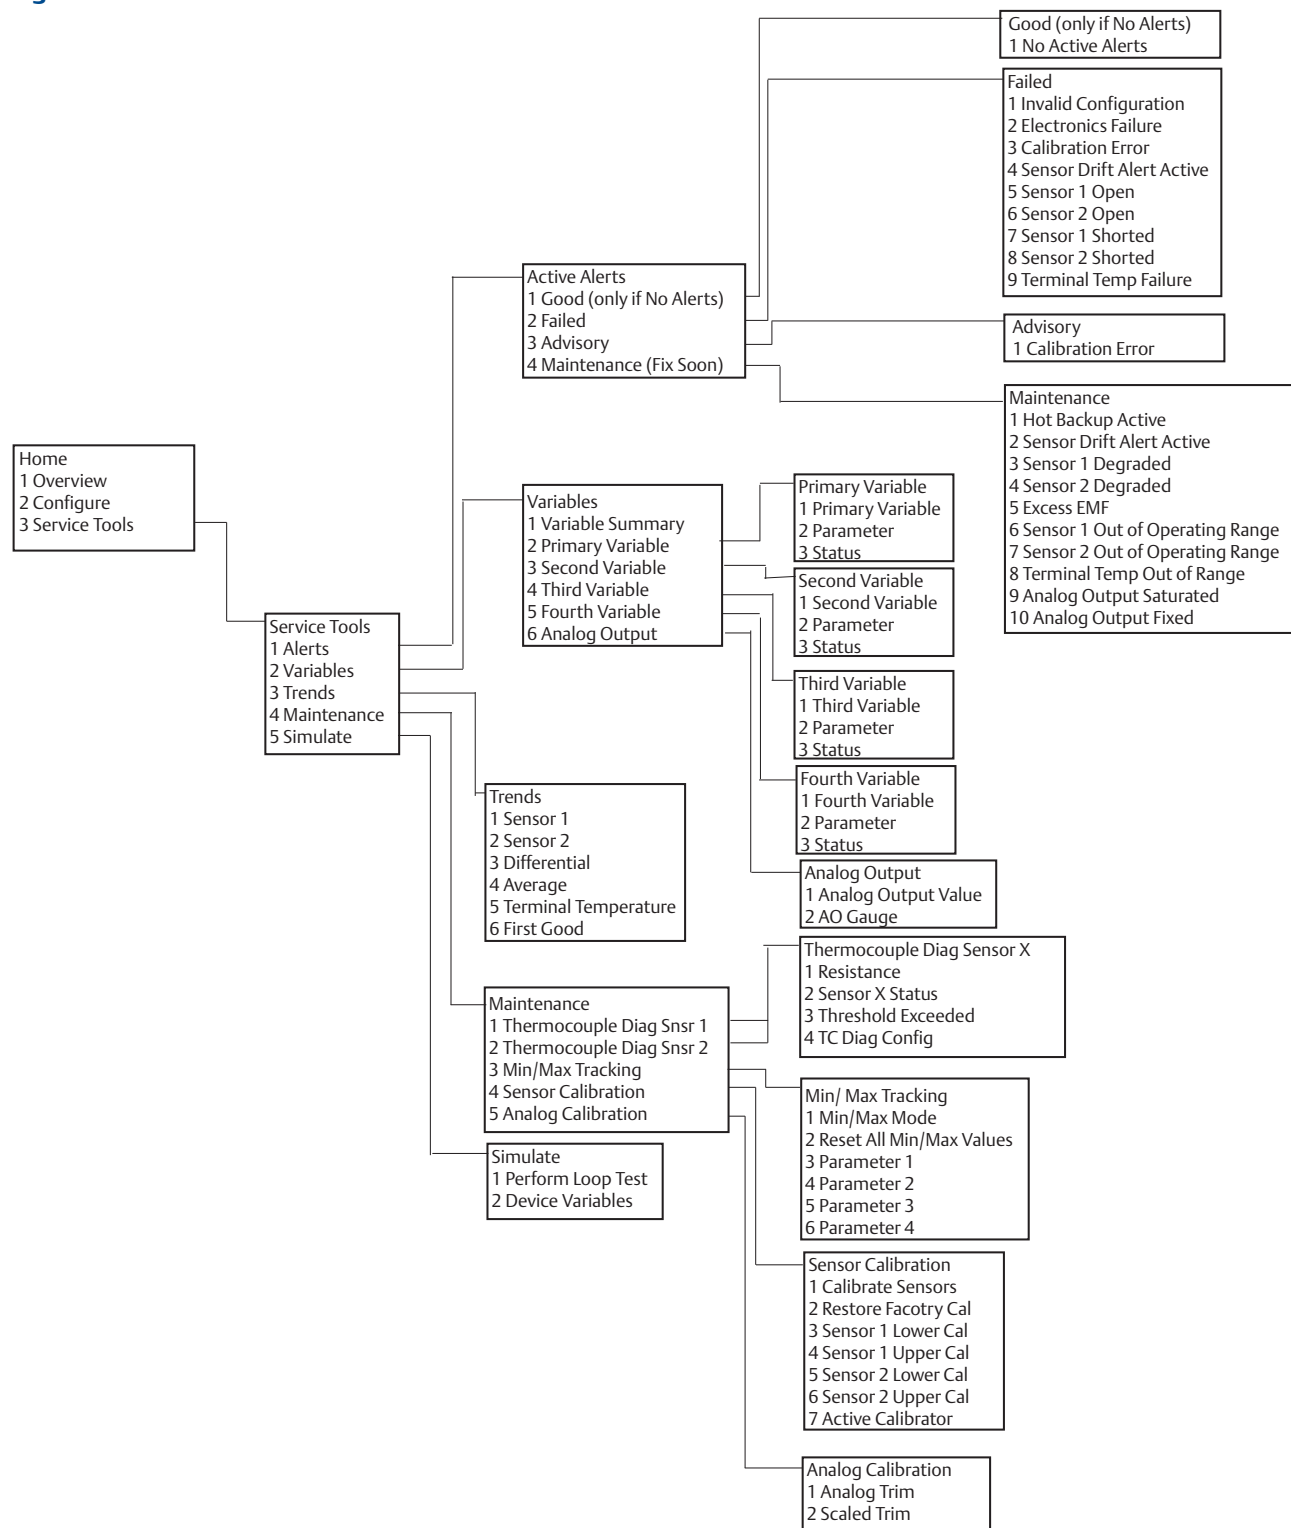 Home
1 Overview
2 Configure
3 Service Tools
Service Tools
1 Alerts
2 Variables
3 Trends
4 Maintenance
5 Simulate
Active Alerts
1 Good (only if No Alerts)
2 Failed
3 Advisory
4 Maintenance (Fix Soon)
Variables
1 Variable Summary
2 Primary Variable
3 Second Variable
4 Third Variable
5 Fourth Variable
6 Analog Output
Trends
1 Sensor 1
2 Sensor 2
3 Differential
4 Average
5 Terminal Temperature
6 First Good
Maintenance
1 Thermocouple Diag Snsr 1
2 Thermocouple Diag Snsr 2
3 Min/Max Tracking
4 Sensor Calibration
5 Analog Calibration
Simulate
1 Perform Loop Test
2 Device Variables
Good (only if No Alerts)
1 No Active Alerts
Failed
1 Invalid Configuration
2 Electronics Failure
3 Calibration Error
4 Sensor Drift Alert Active
5 Sensor 1 Open
6 Sensor 2 Open
7 Sensor 1 Shorted
8 Sensor 2 Shorted
9 Terminal Temp Failure
Advisory
1 Calibration Error
Maintenance
1 Hot Backup Active
2 Sensor Drift Alert Active
3 Sensor 1 Degraded
4 Sensor 2 Degraded
5 Excess EMF
6 Sensor 1 Out of Operating Range
7 Sensor 2 Out of Operating Range
8 Terminal Temp Out of Range
9 Analog Output Saturated
10 Analog Output Fixed
Primary Variable
1 Primary Variable
2 Parameter
3 Status
Second Variable
1 Second Variable
2 Parameter
3 Status
Third Variable
1 Third Variable
2 Parameter
3 Status
Fourth Variable
1 Fourth Variable
2 Parameter
3 Status
Analog Output
1 Analog Output Value
2 AO Gauge
Thermocouple Diag Sensor X
1 Resistance
2 Sensor X Status
3 Threshold Exceeded
4 TC Diag Config
Min/ Max Tracking
1 Min/Max Mode
2 Reset All Min/Max Values
3 Parameter 1
4 Parameter 2
5 Parameter 3
6 Parameter 4
Sensor Calibration
1 Calibrate Sensors
2 Restore Facotry Cal
3 Sensor 1 Lower Cal
4 Sensor 1 Upper Cal
5 Sensor 2 Lower Cal
6 Sensor 2 Upper Cal
7 Active Calibrator
Analog Calibration
1 Analog Trim
2 Scaled Trim